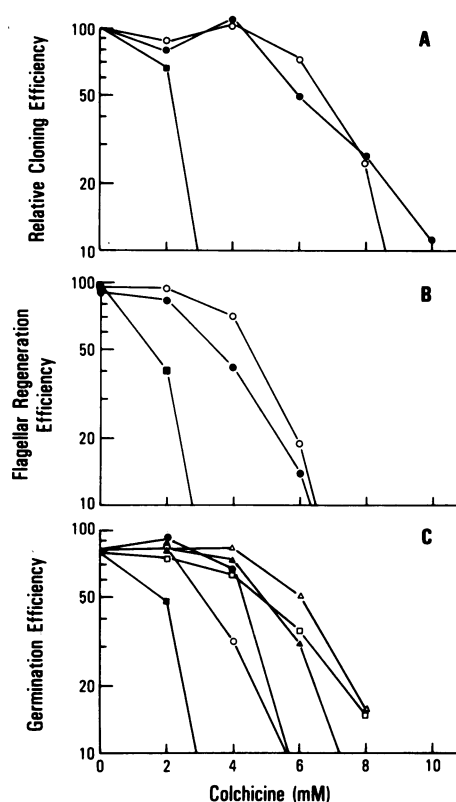 A
100
50
20
10
Relative Cloning Efficiency
B
100
50
20
10
Flagellar Regeneration
Efficiency
C
100
50
20
10
Germination Efficiency
0 2 4 6 8 10
Colchicine (mM)